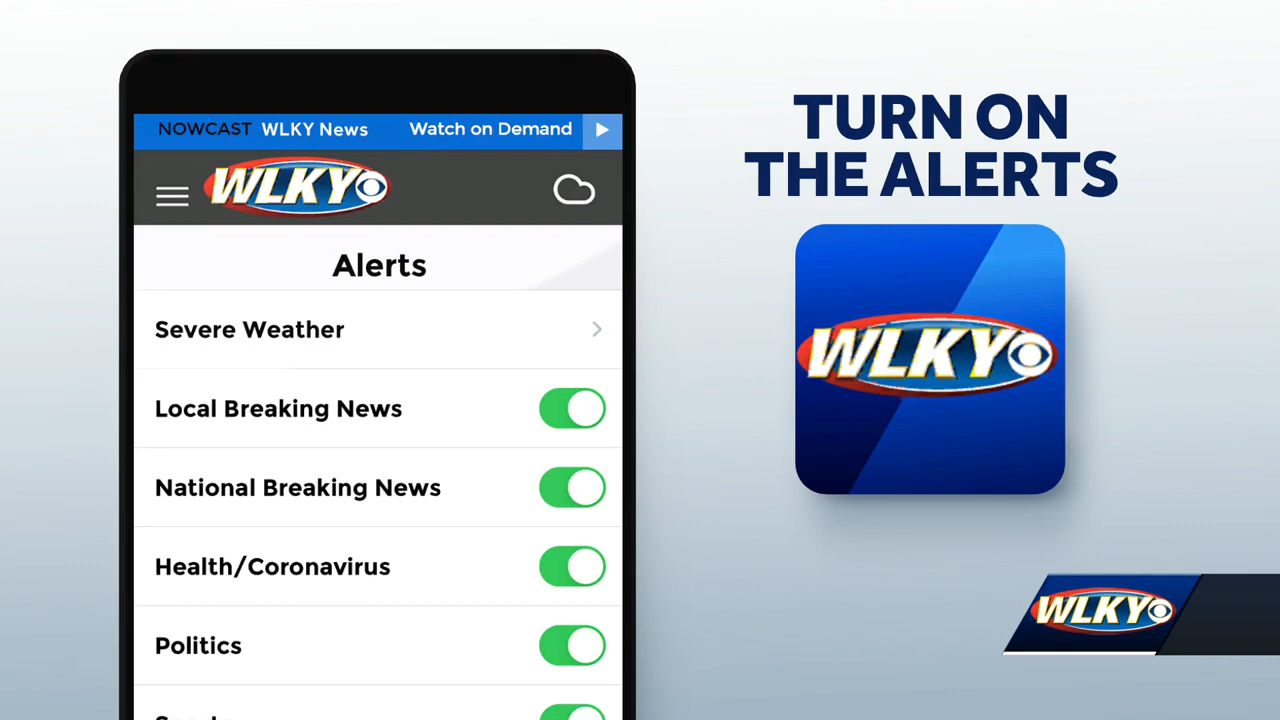 NOWCAST WLKY News Watch on Demand
WLKY
Alerts
Severe Weather
Local Breaking News
National Breaking News
Health/Coronavirus
Politics
Sports
TURN ON
THE ALERTS
WLKY
WLKY